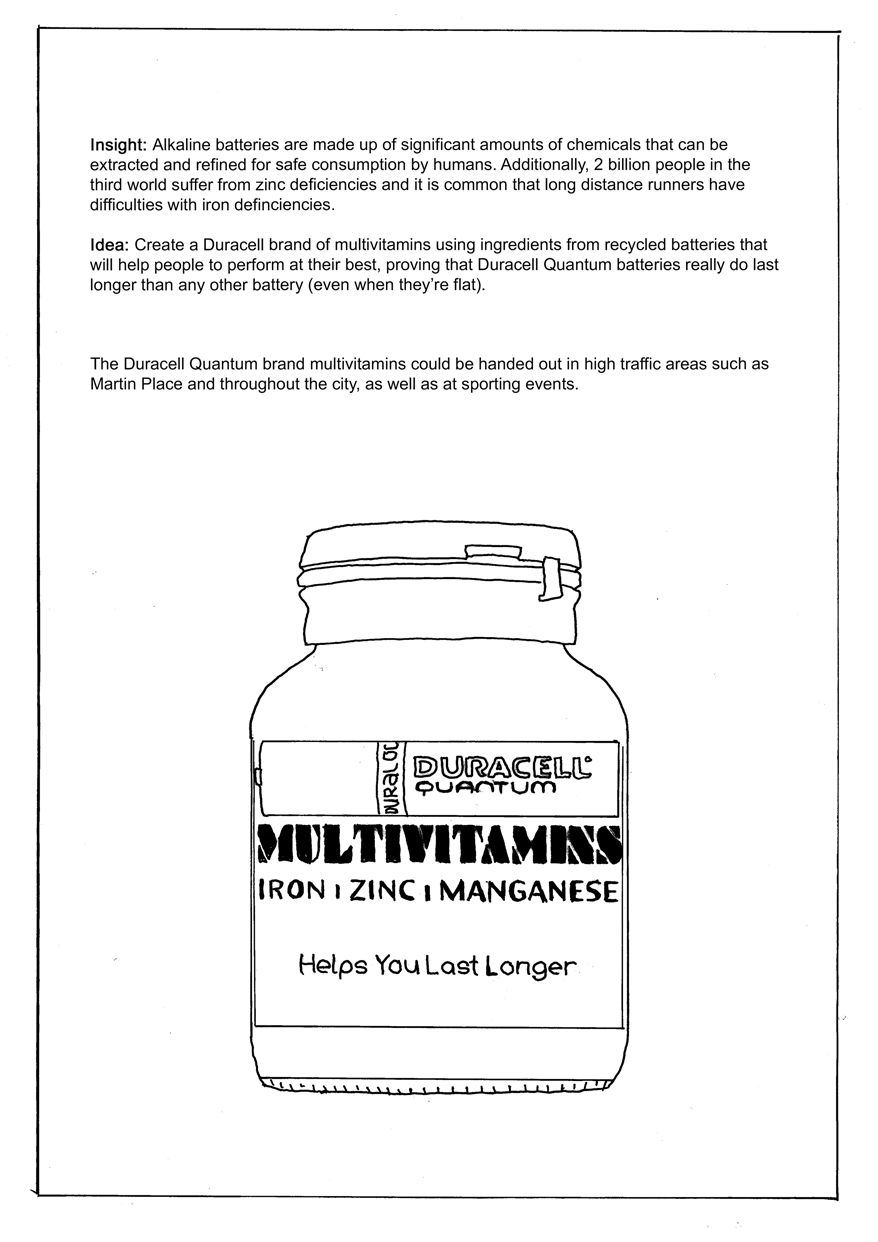 Insight: Alkaline batteries are made up of significant amounts of chemicals that can be
extracted and refined for safe consumption by humans. Additionally, 2 billion people in the
third world suffer from zinc deficiencies and it is common that long distance runners have
difficulties with iron definciencies.
Idea: Create a Duracell brand of multivitamins using ingredients from recycled batteries that
will help people to perform at their best, proving that Duracell Quantum batteries really do last
longer than any other battery (even when they're flat).
The Duracell Quantum brand multivitamins could be handed out in high traffic areas such as
Martin Place and throughout the city, as well as at sporting events.
DURALOC
DURACELL
QUANTUM
MULTIVITAMINS
IRON | ZINC | MANGANESE
Helps You Last Longer